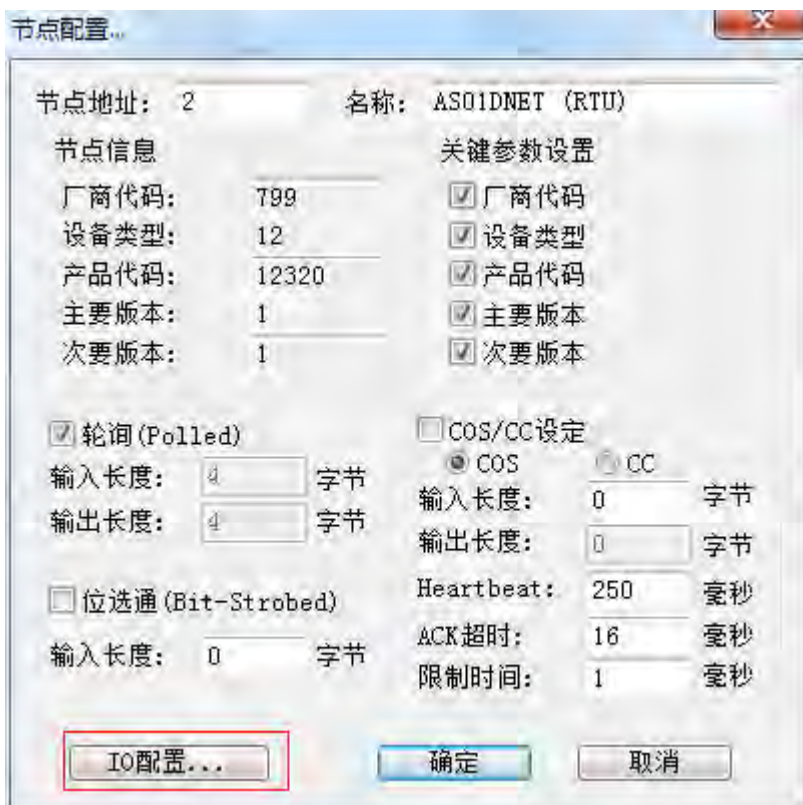 节点配置...
节点地址： 2 名称： AS01DNET (RTU)
节点信息 关键参数设置
厂商代码： 799 厂商代码
设备类型： 12 设备类型
产品代码： 12320 产品代码
主要版本： 1 主要版本
次要版本： 1 次要版本
轮询(Polled) COS/CC设定
COS CC
输入长度： 4 字节 输入长度： 0 字节
输出长度： 4 字节 输出长度： 0 字节
位选通(Bit-Strobed) Heartbeat: 250 毫秒
输入长度： 0 字节 ACK超时： 16 毫秒
限制时间： 1 毫秒
IO配置... 确定 取消